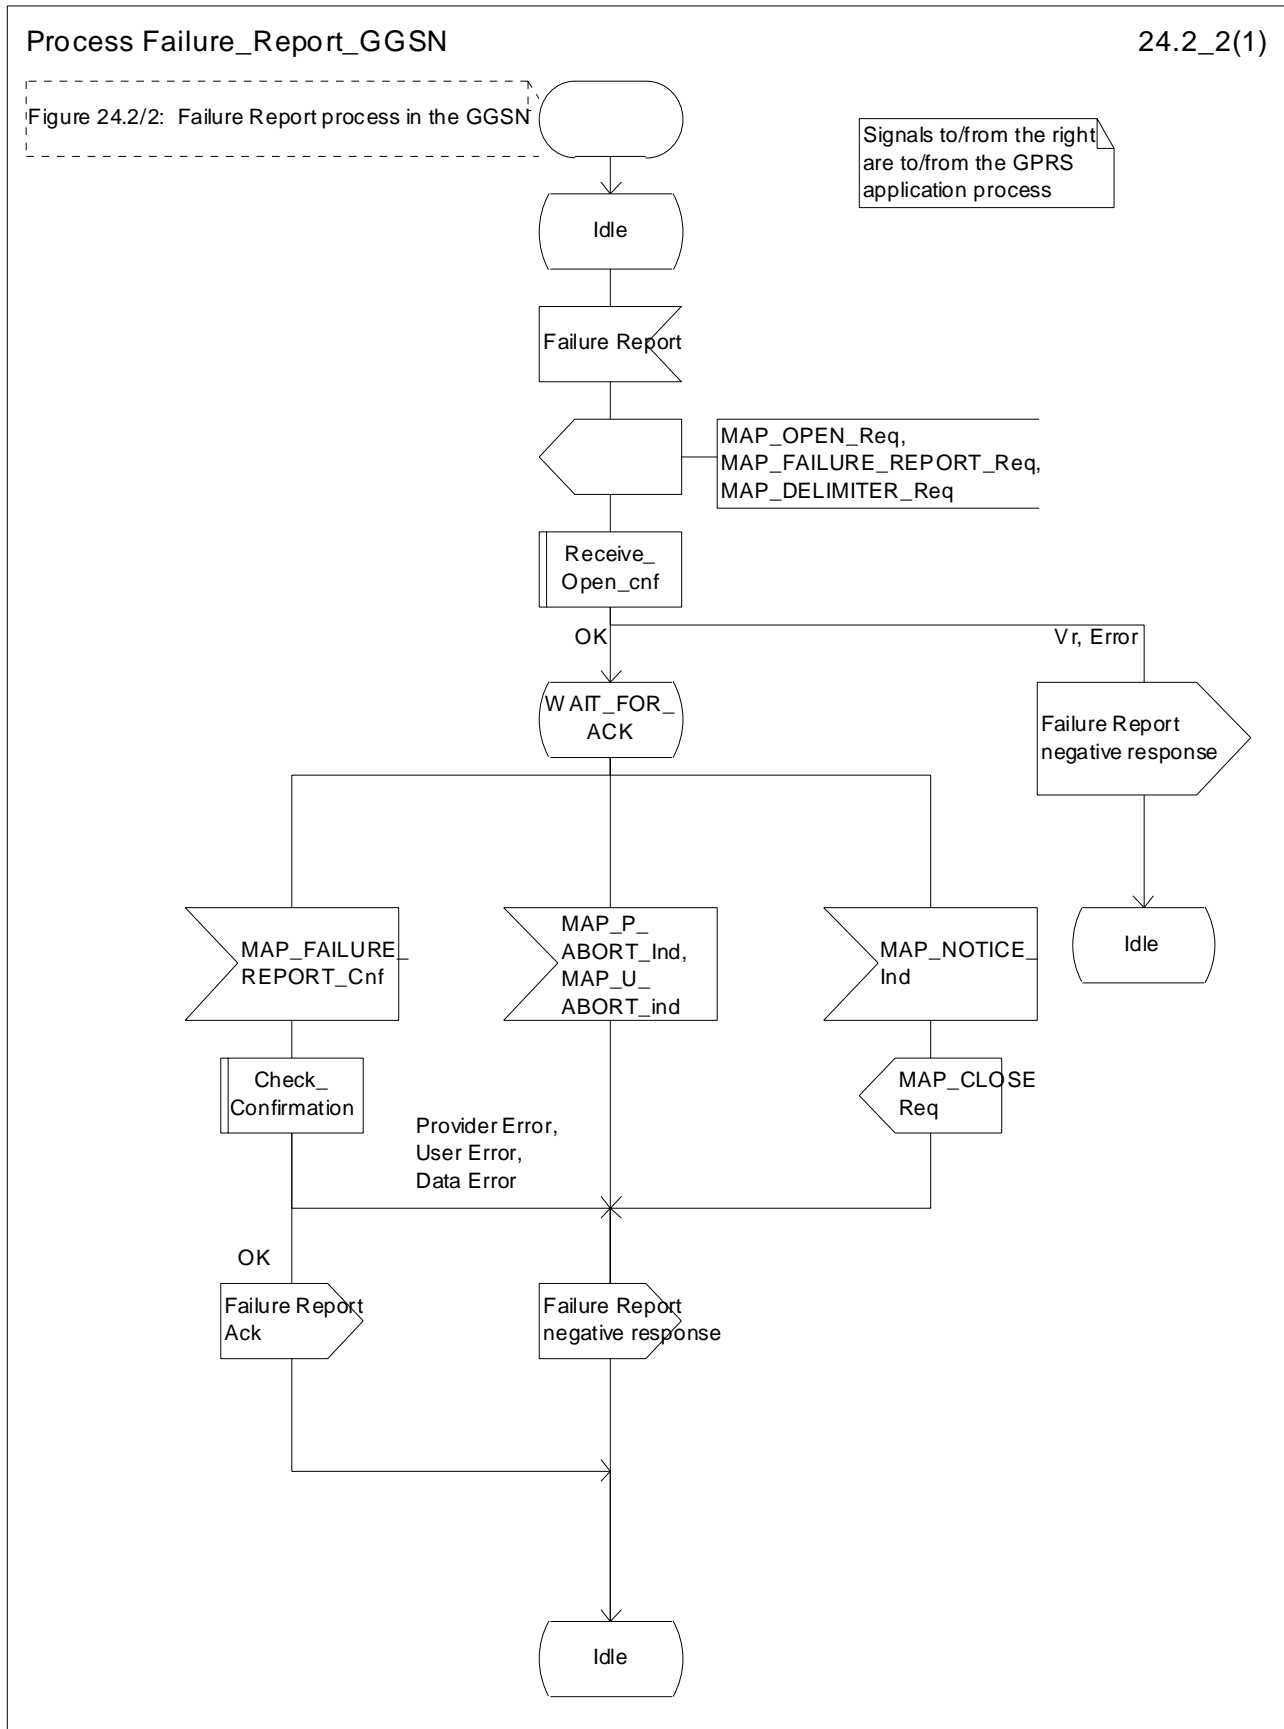 Process Failure_Report_GGSN
24.2_2(1)
Figure 24.2/2: Failure Report process in the GGSN
Signals to/from the right
are to/from the GPRS
application process
Idle
Failure Report
MAP_OPEN_Req,
MAP_FAILURE_REPORT_Req,
MAP_DELIMITER_Req
Receive_
Open_cnf
OK
Vr, Error
WAIT_FOR_
ACK
Failure Report
negative response
MAP_FAILURE_
REPORT_Cnf
MAP_P_
ABORT_Ind,
MAP_U_
ABORT_ind
MAP_NOTICE_
Ind
Idle
Check_
Confirmation
MAP_CLOSE
Req
Provider Error,
User Error,
Data Error
OK
Failure Report
Ack
Failure Report
negative response
Idle